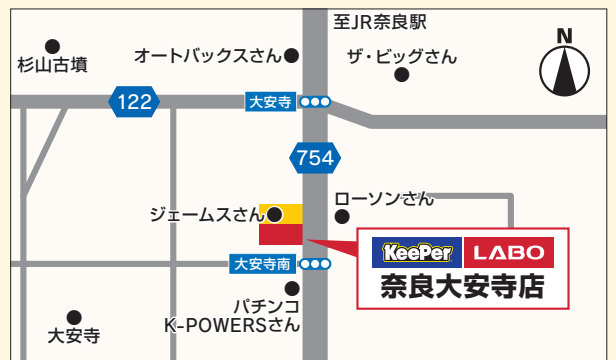 至JR奈良駅
杉山古墳
オートバックスさん
ザ・ビッグさん
N
122
大安寺
754
ジェームスさん
ローソンさん
KeePer LABO
奈良大安寺店
大安寺南
パチンコ
K-POWERSさん
大安寺